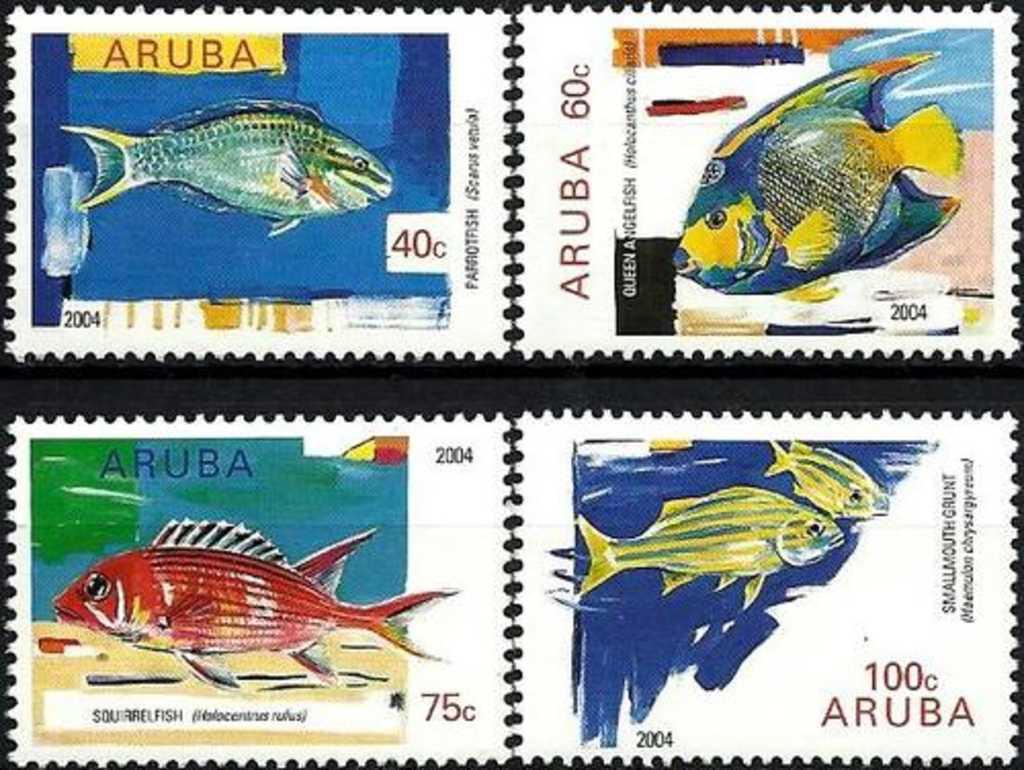 ARUBA
40c
PARROTFISH (Scarus vetula)
2004
ARUBA 60c
QUEEN ANGELFISH (Holocanthus ciliaris)
2004
ARUBA
2004
SQUIRRELFISH (Holocentrus rufus)
75c
SMALLMOUTH GRUNT
(Haemulon chrysargyreum)
100c
ARUBA
2004